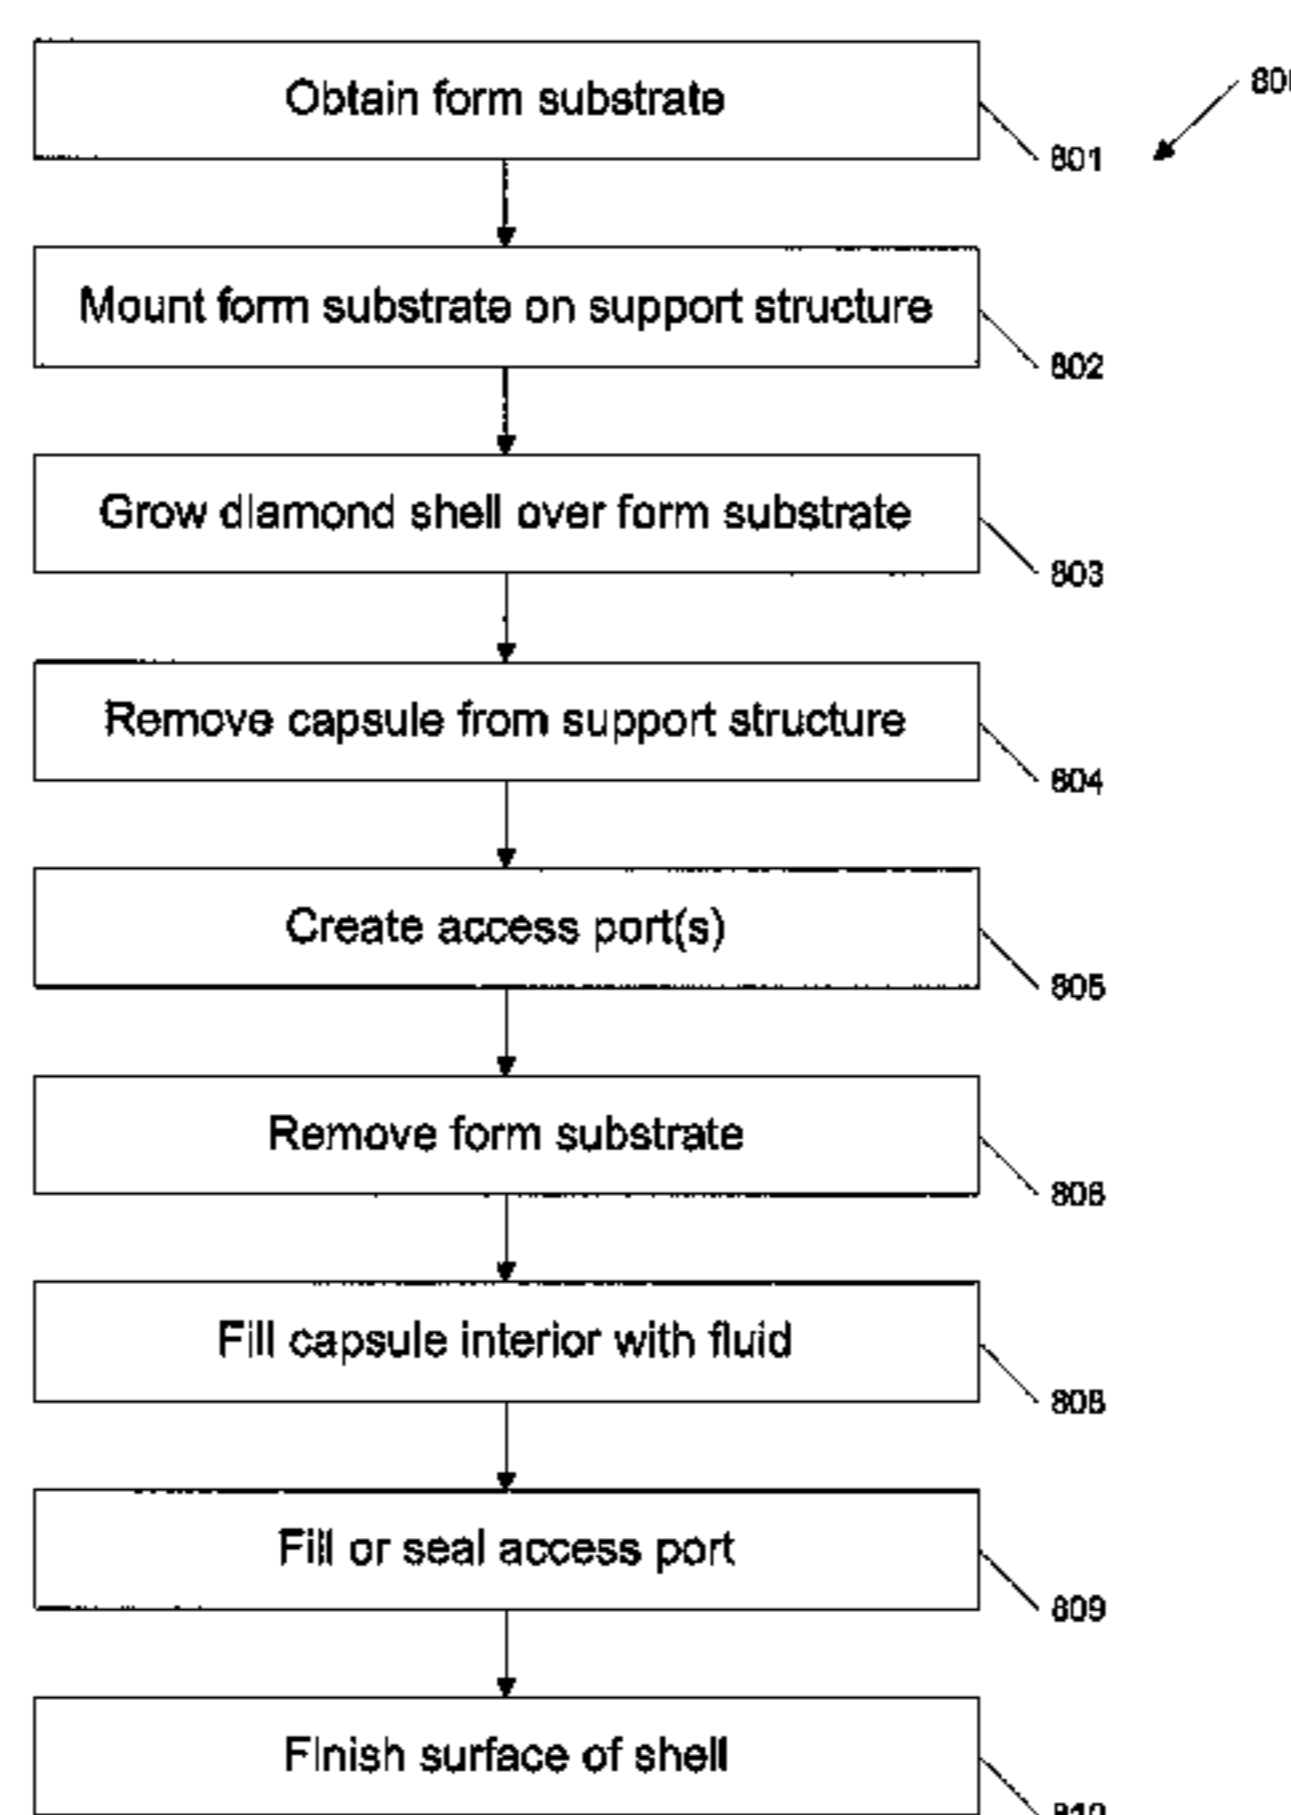 Obtain form substrate
801
Mount form substrate on support structure
802
Grow diamond shell over form substrate
803
Remove capsule from support structure
804
Create access port(s)
805
Remove form substrate
806
Fill capsule interior with fluid
808
Fill or seal access port
809
Finish surface of shell